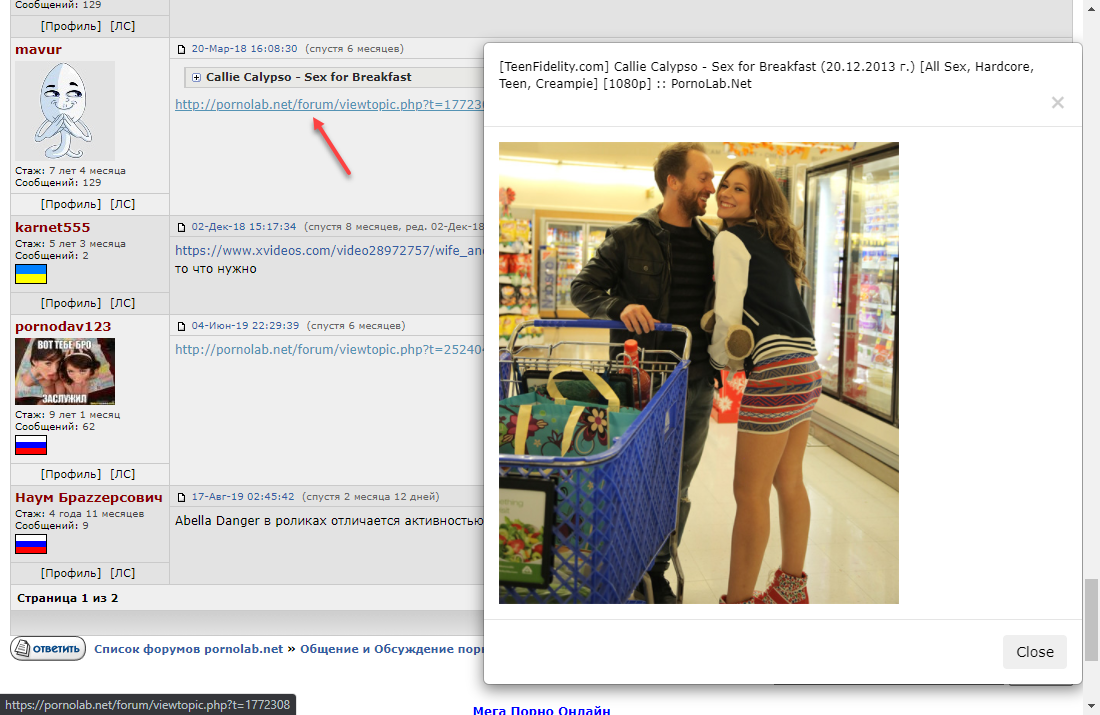 Сообщений: 129
[Профиль] [ЛС]
mavur
20-Мар-18 16:08:30 (спустя 6 месяцев)
Callie Calypso - Sex for Breakfast
http://pornolab.net/forum/viewtopic.php?t=17723
Стаж: 7 лет 4 месяца
Сообщений: 129
[Профиль] [ЛС]
karnet555
02-Дек-18 15:17:34 (спустя 8 месяцев, ред. 02-Дек-18
Стаж: 5 лет 3 месяца
https://www.xvideos.com/video28972757/wife_an
Сообщений: 2
то что нужно
[Профиль] [ЛС]
pornodav123
04-Июн-19 22:29:39 (спустя 6 месяцев)
http://pornolab.net/forum/viewtopic.php?t=25240
ВОТ ТЕБЕ БРО
ЗАСЛУЖИЛ
Стаж: 9 лет 1 месяц
Сообщений: 62
[Профиль] [ЛС]
Наум Браzzерсович
17-Авг-19 02:45:42 (спустя 2 месяца 12 дней)
Стаж: 4 года 11 месяцев
Abella Danger в роликах отличается активностью
Сообщений: 9
[Профиль] [ЛС]
Страница 1 из 2
ответить
Список форумов pornolab.net » Общение и Обсуждение пор
https://pornolab.net/forum/viewtopic.php?t=1772308
Мега Порно Онлайн
[TeenFidelity.com] Callie Calypso - Sex for Breakfast (20.12.2013 г.) [All Sex, Hardcore,
Teen, Creampie] [1080p] :: PornoLab.Net
×
Close